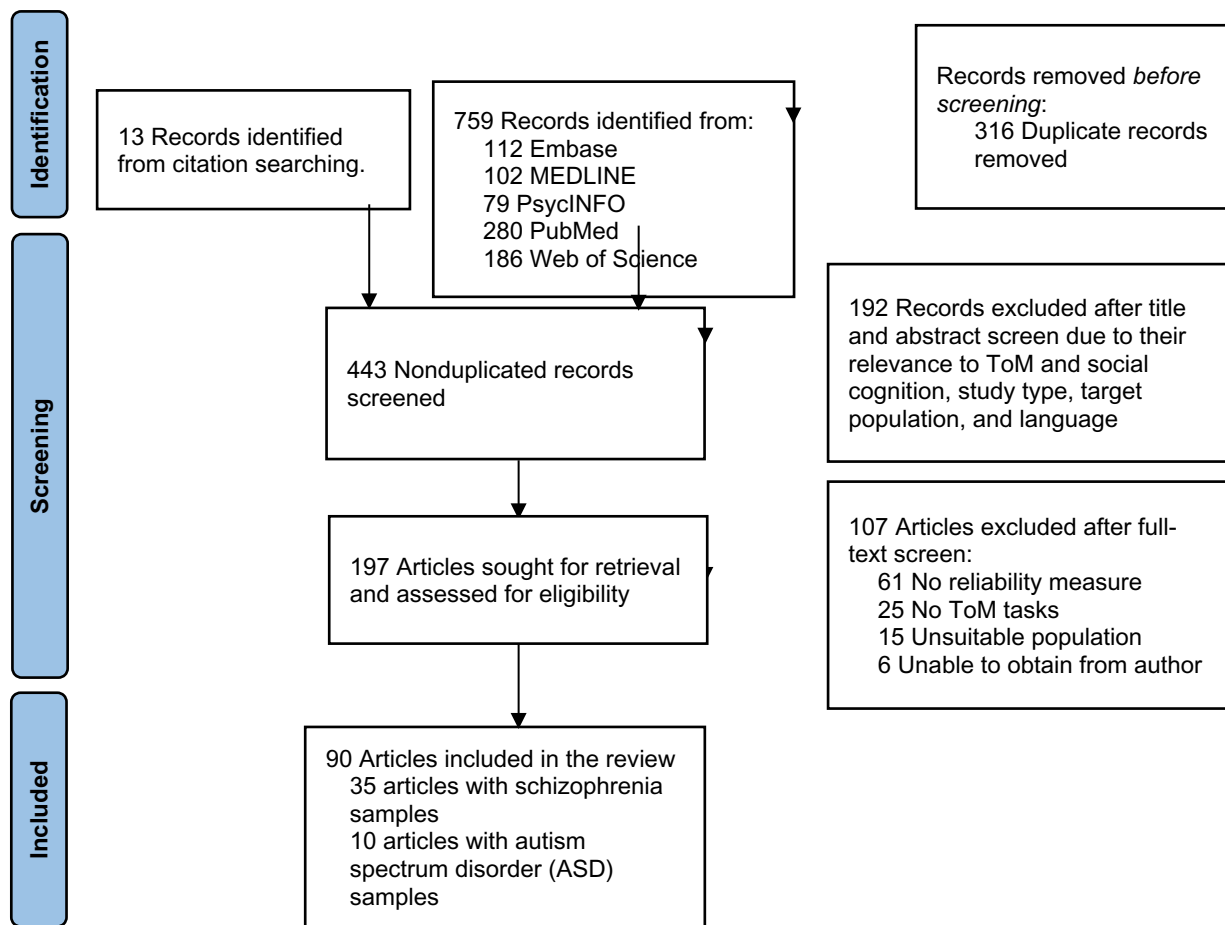 Identification
13 Records identified
from citation searching.
759 Records identified from:
112 Embase
102 MEDLINE
79 PsycINFO
280 PubMed
186 Web of Science
Records removed before
screening:
316 Duplicate records
removed
Screening
443 Nonduplicated records
screened
192 Records excluded after title
and abstract screen due to their
relevance to ToM and social
cognition, study type, target
population, and language
197 Articles sought for retrieval
and assessed for eligibility
107 Articles excluded after full-
text screen:
61 No reliability measure
25 No ToM tasks
15 Unsuitable population
6 Unable to obtain from author
Included
90 Articles included in the review
35 articles with schizophrenia
samples
10 articles with autism
spectrum disorder (ASD)
samples